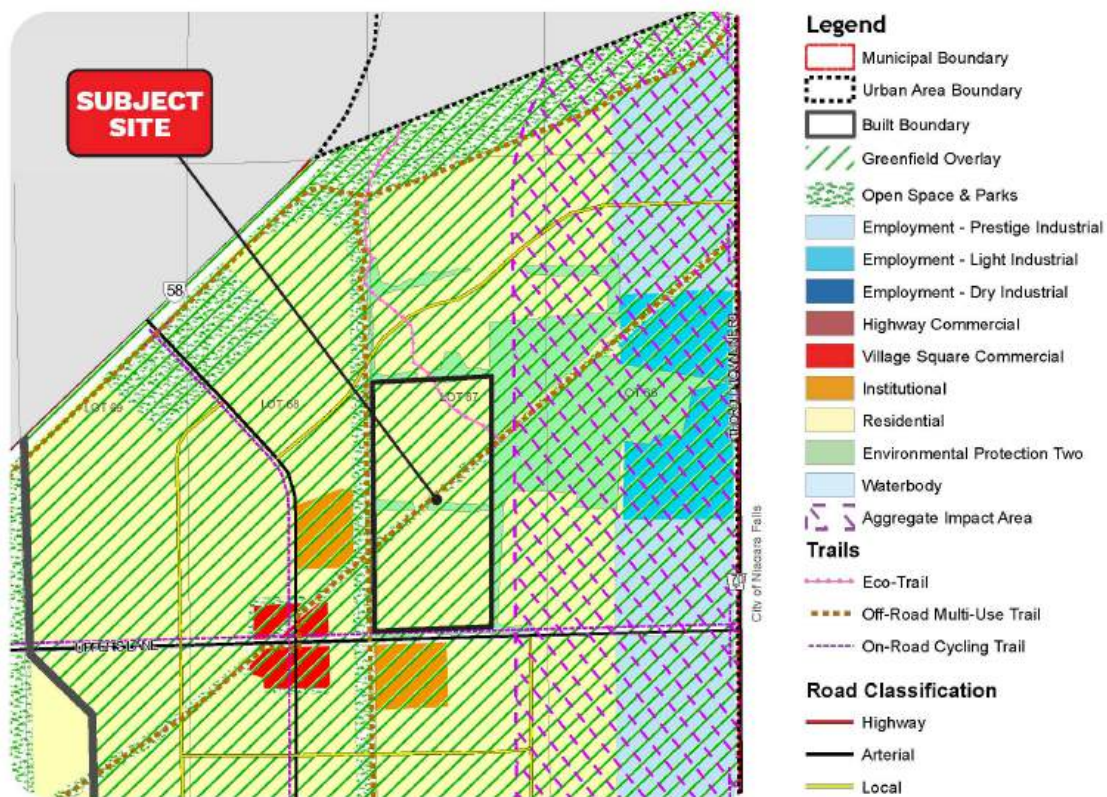 SUBJECT
SITE
58
LOT 69
LOT 68
LOT 67
LOT 66
UPPERS LANE
City of Niagara Falls
Legend
Municipal Boundary
Urban Area Boundary
Built Boundary
Greenfield Overlay
Open Space & Parks
Employment - Prestige Industrial
Employment - Light Industrial
Employment - Dry Industrial
Highway Commercial
Village Square Commercial
Institutional
Residential
Environmental Protection Two
Waterbody
Aggregate Impact Area
Trails
Eco-Trail
Off-Road Multi-Use Trail
On-Road Cycling Trail
Road Classification
Highway
Arterial
Local